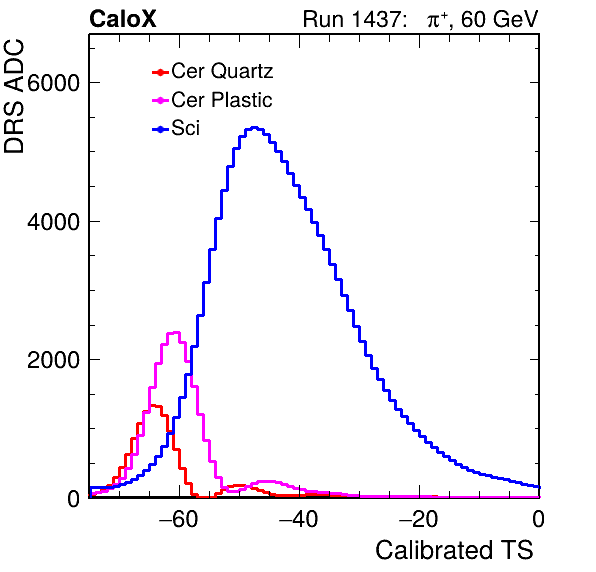 CaloX Run 1437: π⁺, 60 GeV
DRS ADC
Cer Quartz
Cer Plastic
Sci
6000
4000
2000
0
−60 −40 −20 0
Calibrated TS